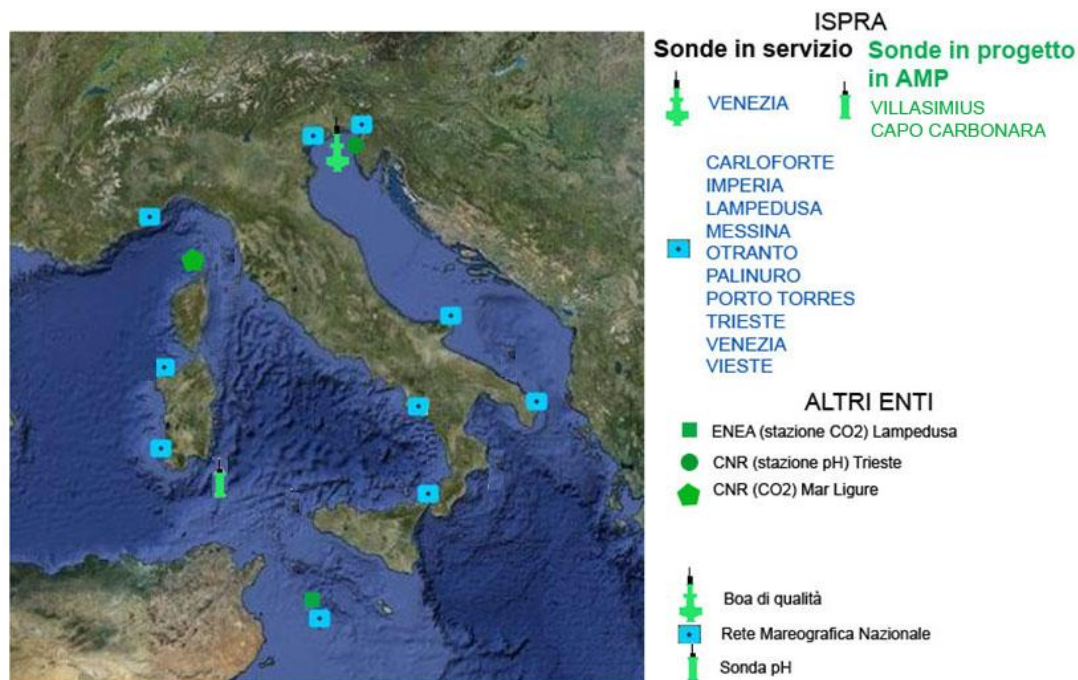 ISPRA
Sonde in servizio
Sonde in progetto
in AMP
VENEZIA
VILLASIMIUS
CAPO CARBONARA
CARLOFORTE
IMPERIA
LAMPEDUSA
MESSINA
OTRANTO
PALINURO
PORTO TORRES
TRIESTE
VENEZIA
VIESTE
ALTRI ENTI
ENEA (stazione CO2) Lampedusa
CNR (stazione pH) Trieste
CNR (CO2) Mar Ligure
Boa di qualità
Rete Mareografica Nazionale
Sonda pH